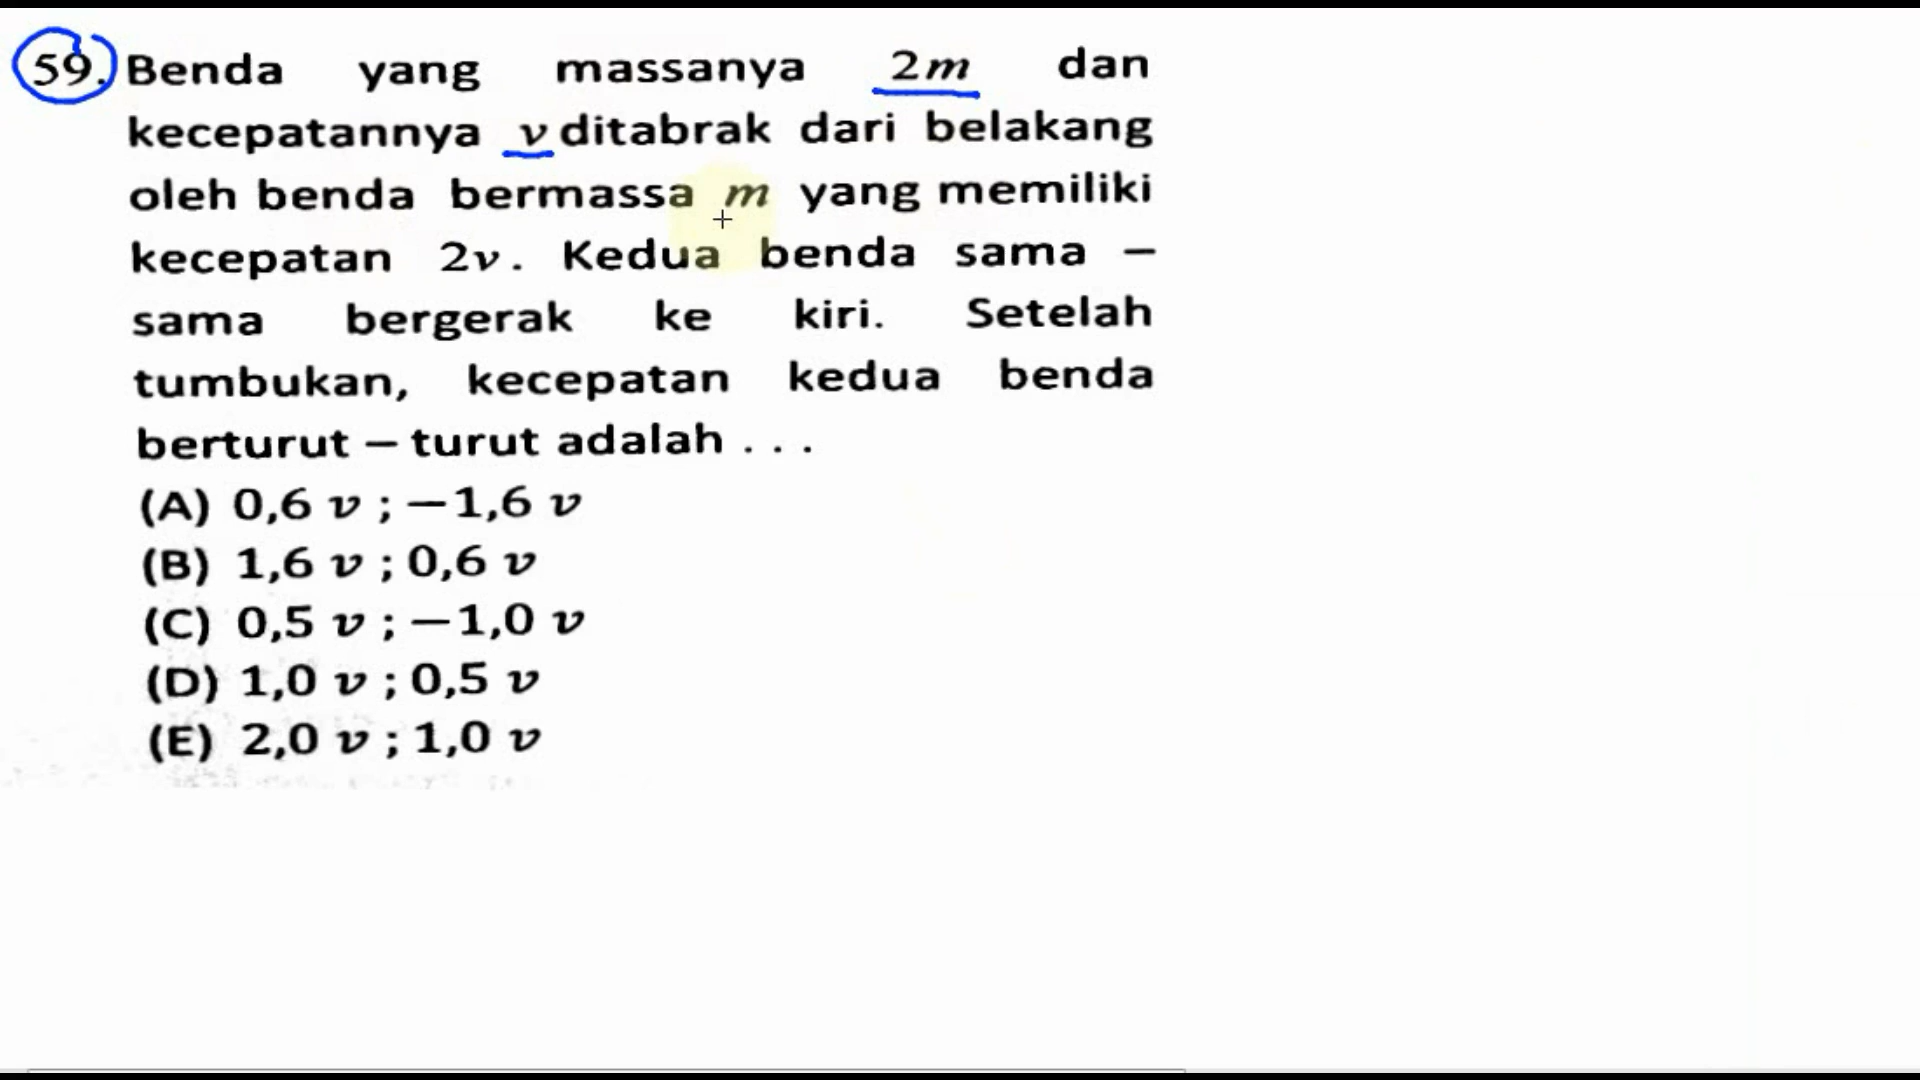 59. Benda yang massanya 2m dan
kecepatannya v ditabrak dari belakang
oleh benda bermassa m yang memiliki
kecepatan 2v. Kedua benda sama –
sama bergerak ke kiri. Setelah
tumbukan, kecepatan kedua benda
berturut – turut adalah . . .
(A) 0,6 v ; −1,6 v
(B) 1,6 v ; 0,6 v
(C) 0,5 v ; −1,0 v
(D) 1,0 v ; 0,5 v
(E) 2,0 v ; 1,0 v